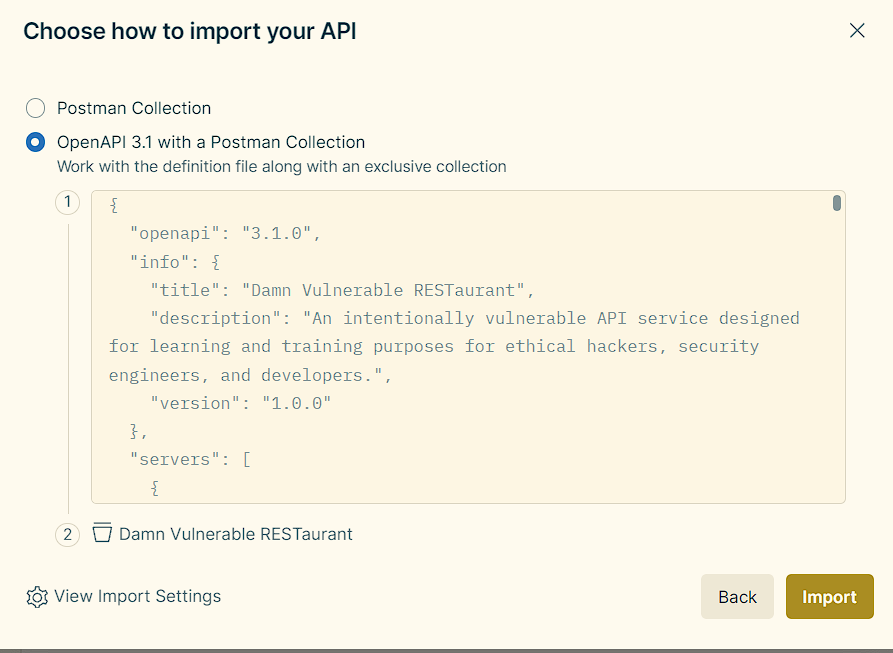 Choose how to import your API
Postman Collection
OpenAPI 3.1 with a Postman Collection
Work with the definition file along with an exclusive collection
1
{
"openapi": "3.1.0",
"info": {
"title": "Damn Vulnerable RESTaurant",
"description": "An intentionally vulnerable API service designed
for learning and training purposes for ethical hackers, security
engineers, and developers.",
"version": "1.0.0"
},
"servers": [
{
2 Damn Vulnerable RESTaurant
View Import Settings
Back
Import